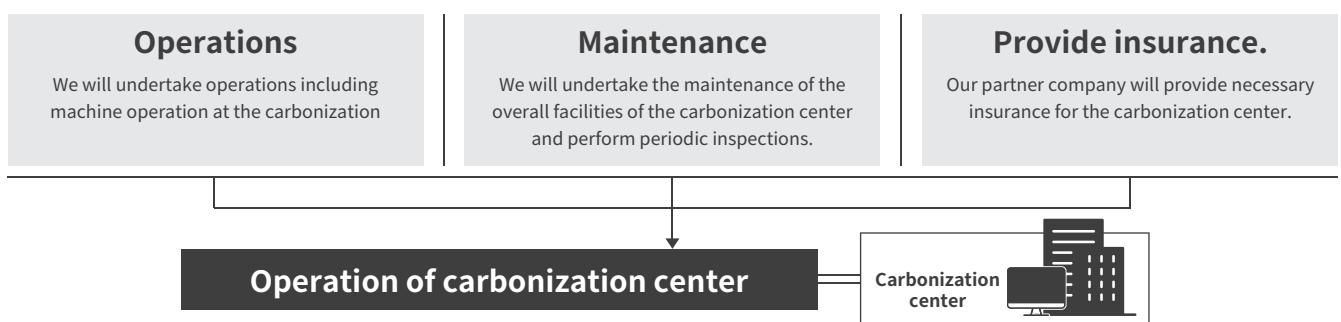 Operations
We will undertake operations including
machine operation at the carbonization
Maintenance
We will undertake the maintenance of the
overall facilities of the carbonization center
and perform periodic inspections.
Provide insurance.
Our partner company will provide necessary
insurance for the carbonization center.
Operation of carbonization center
Carbonization
center